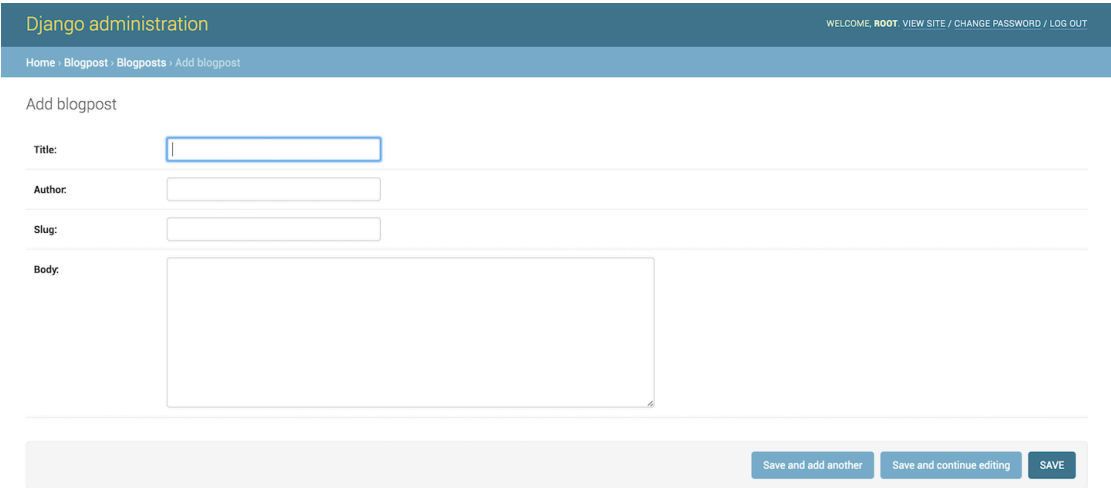 Django administration
WELCOME, ROOT. VIEW SITE / CHANGE PASSWORD / LOG OUT
Home › Blogpost › Blogposts › Add blogpost
Add blogpost
Title:
Author:
Slug:
Body:
Save and add another
Save and continue editing
SAVE